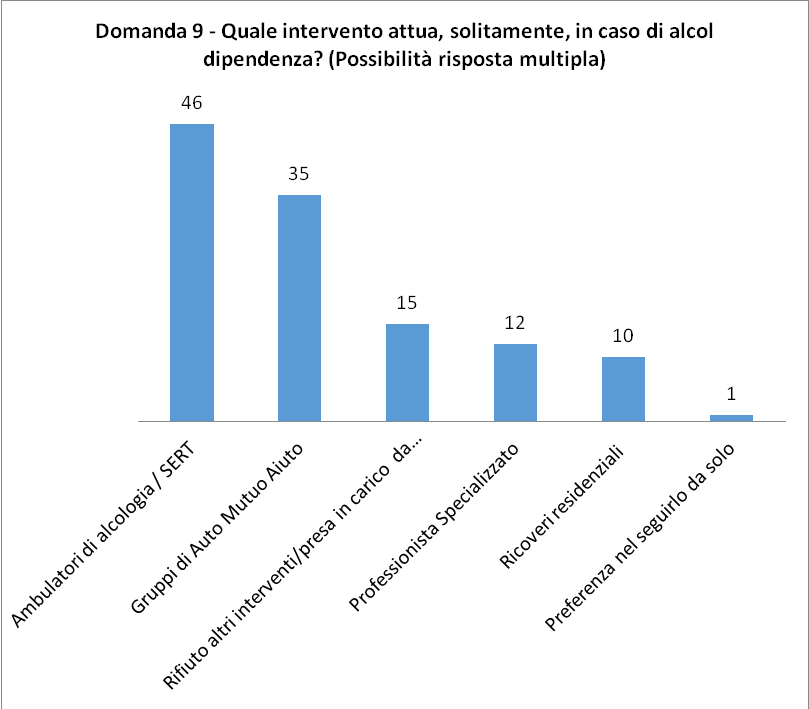 Domanda 9 - Quale intervento attua, solitamente, in caso di alcol
dipendenza? (Possibilità risposta multipla)
46
35
15
12
10
1
Ambulatori di alcologia / SERT
Gruppi di Auto Mutuo Aiuto
Rifiuto altri interventi/presa in carico da...
Professionista Specializzato
Ricoveri residenziali
Preferenza nel seguirlo da solo